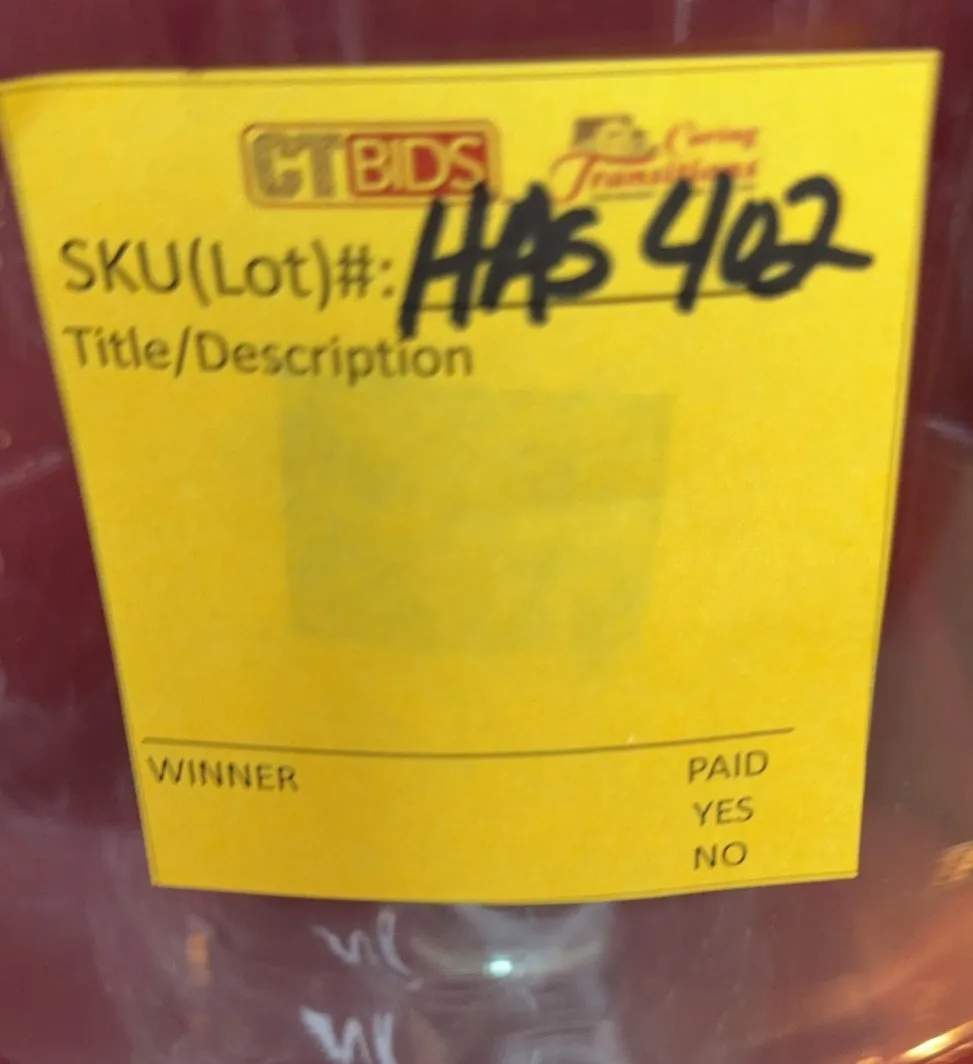 CTBIDS Caring
Transitions
SKU(Lot)#: HAS 402
Title/Description
WINNER PAID
YES
NO